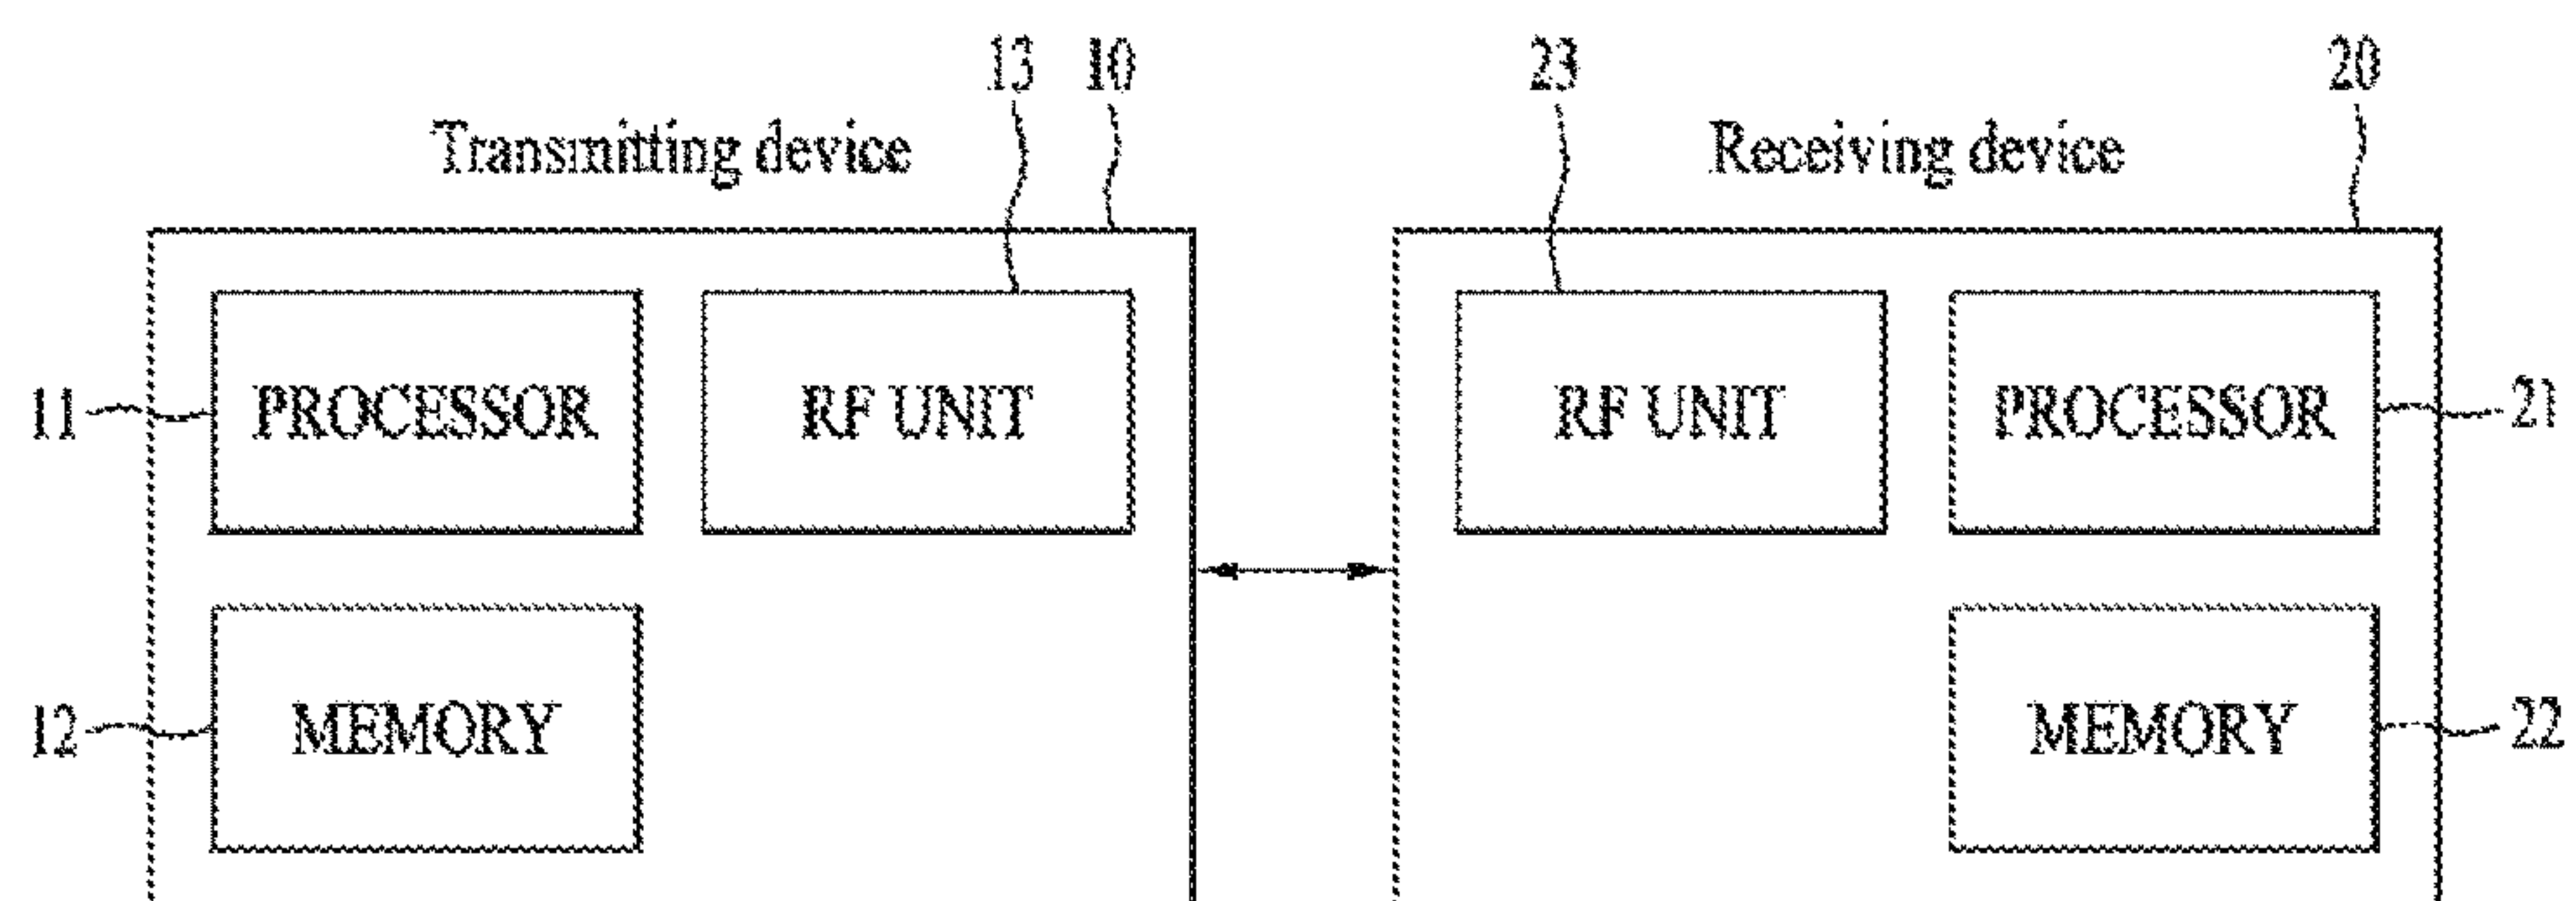 13 10 23 20
Transmitting device Receiving device
11 PROCESSOR RF UNIT RF UNIT PROCESSOR 21
12 MEMORY MEMORY 22